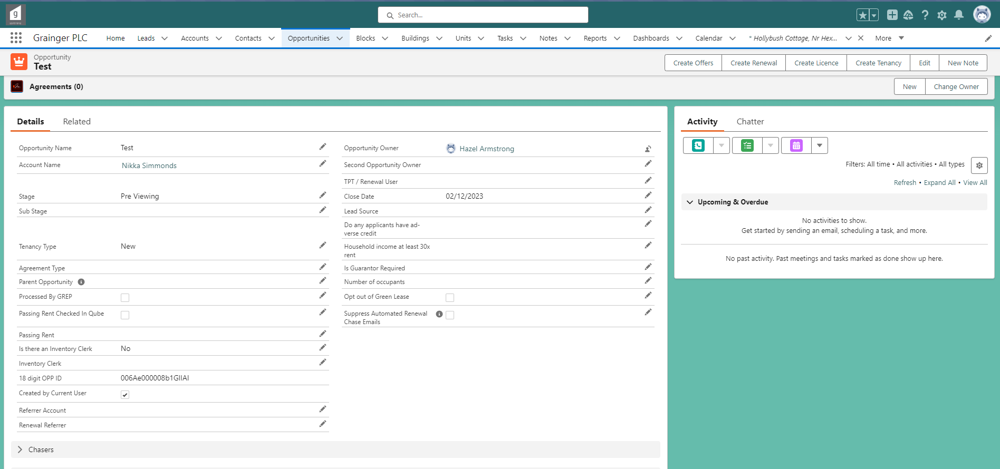 g
Search...
Grainger PLC
Home
Leads
Accounts
Contacts
Opportunities
Blocks
Buildings
Units
Tasks
Notes
Reports
Dashboards
Calendar
* Hollybush Cottage, Nr Hex...
More
Opportunity
Test
Create Offers
Create Renewal
Create Licence
Create Tenancy
Edit
New Note
Agreements (0)
New
Change Owner
Details
Related
Opportunity Name
Test
Account Name
Nikka Simmonds
Stage
Pre Viewing
Sub Stage
Tenancy Type
New
Agreement Type
Parent Opportunity
Processed By GREP
Passing Rent Checked In Qube
Passing Rent
Is there an Inventory Clerk
No
Inventory Clerk
18 digit OPP ID
006Ae000008b1GIIAI
Created by Current User
Referrer Account
Renewal Referrer
Opportunity Owner
Hazel Armstrong
Second Opportunity Owner
TPT / Renewal User
Close Date
02/12/2023
Lead Source
Do any applicants have ad-
verse credit
Household income at least 30x
rent
Is Guarantor Required
Number of occupants
Opt out of Green Lease
Suppress Automated Renewal
Chase Emails
Chasers
Activity
Chatter
Filters: All time • All activities • All types
Refresh • Expand All • View All
Upcoming & Overdue
No activities to show.
Get started by sending an email, scheduling a task, and more.
No past activity. Past meetings and tasks marked as done show up here.